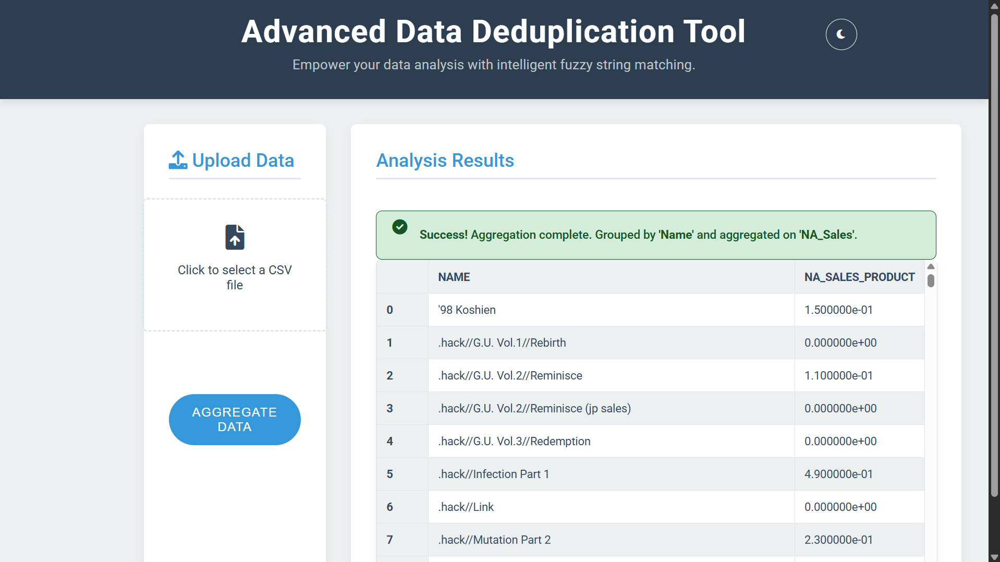 Advanced Data Deduplication Tool
Empower your data analysis with intelligent fuzzy string matching.
Upload Data
Click to select a CSV
file
AGGREGATE
DATA
Analysis Results
Success! Aggregation complete. Grouped by 'Name' and aggregated on 'NA_Sales'.
NAME NA_SALES_PRODUCT
0 '98 Koshien 1.500000e-01
1 .hack//G.U. Vol.1//Rebirth 0.000000e+00
2 .hack//G.U. Vol.2//Reminisce 1.100000e-01
3 .hack//G.U. Vol.2//Reminisce (jp sales) 0.000000e+00
4 .hack//G.U. Vol.3//Redemption 0.000000e+00
5 .hack//Infection Part 1 4.900000e-01
6 .hack//Link 0.000000e+00
7 .hack//Mutation Part 2 2.300000e-01